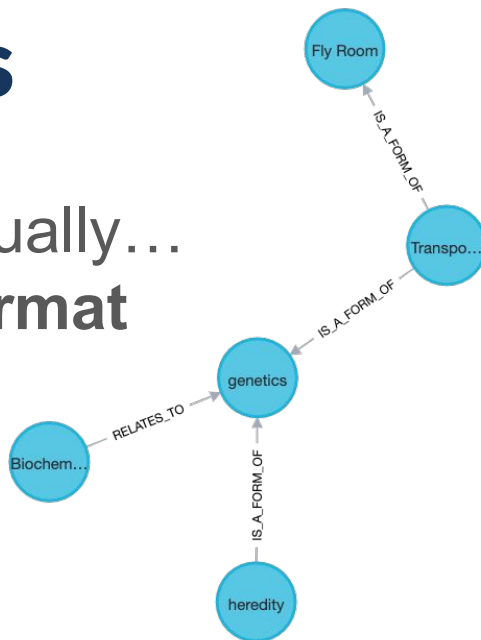 s
Fly Room
IS_A_FORM_OF
ually…
Transpo…
rmat
IS_A_FORM_OF
genetics
RELATES_TO
Biochem…
IS_A_FORM_OF
heredity